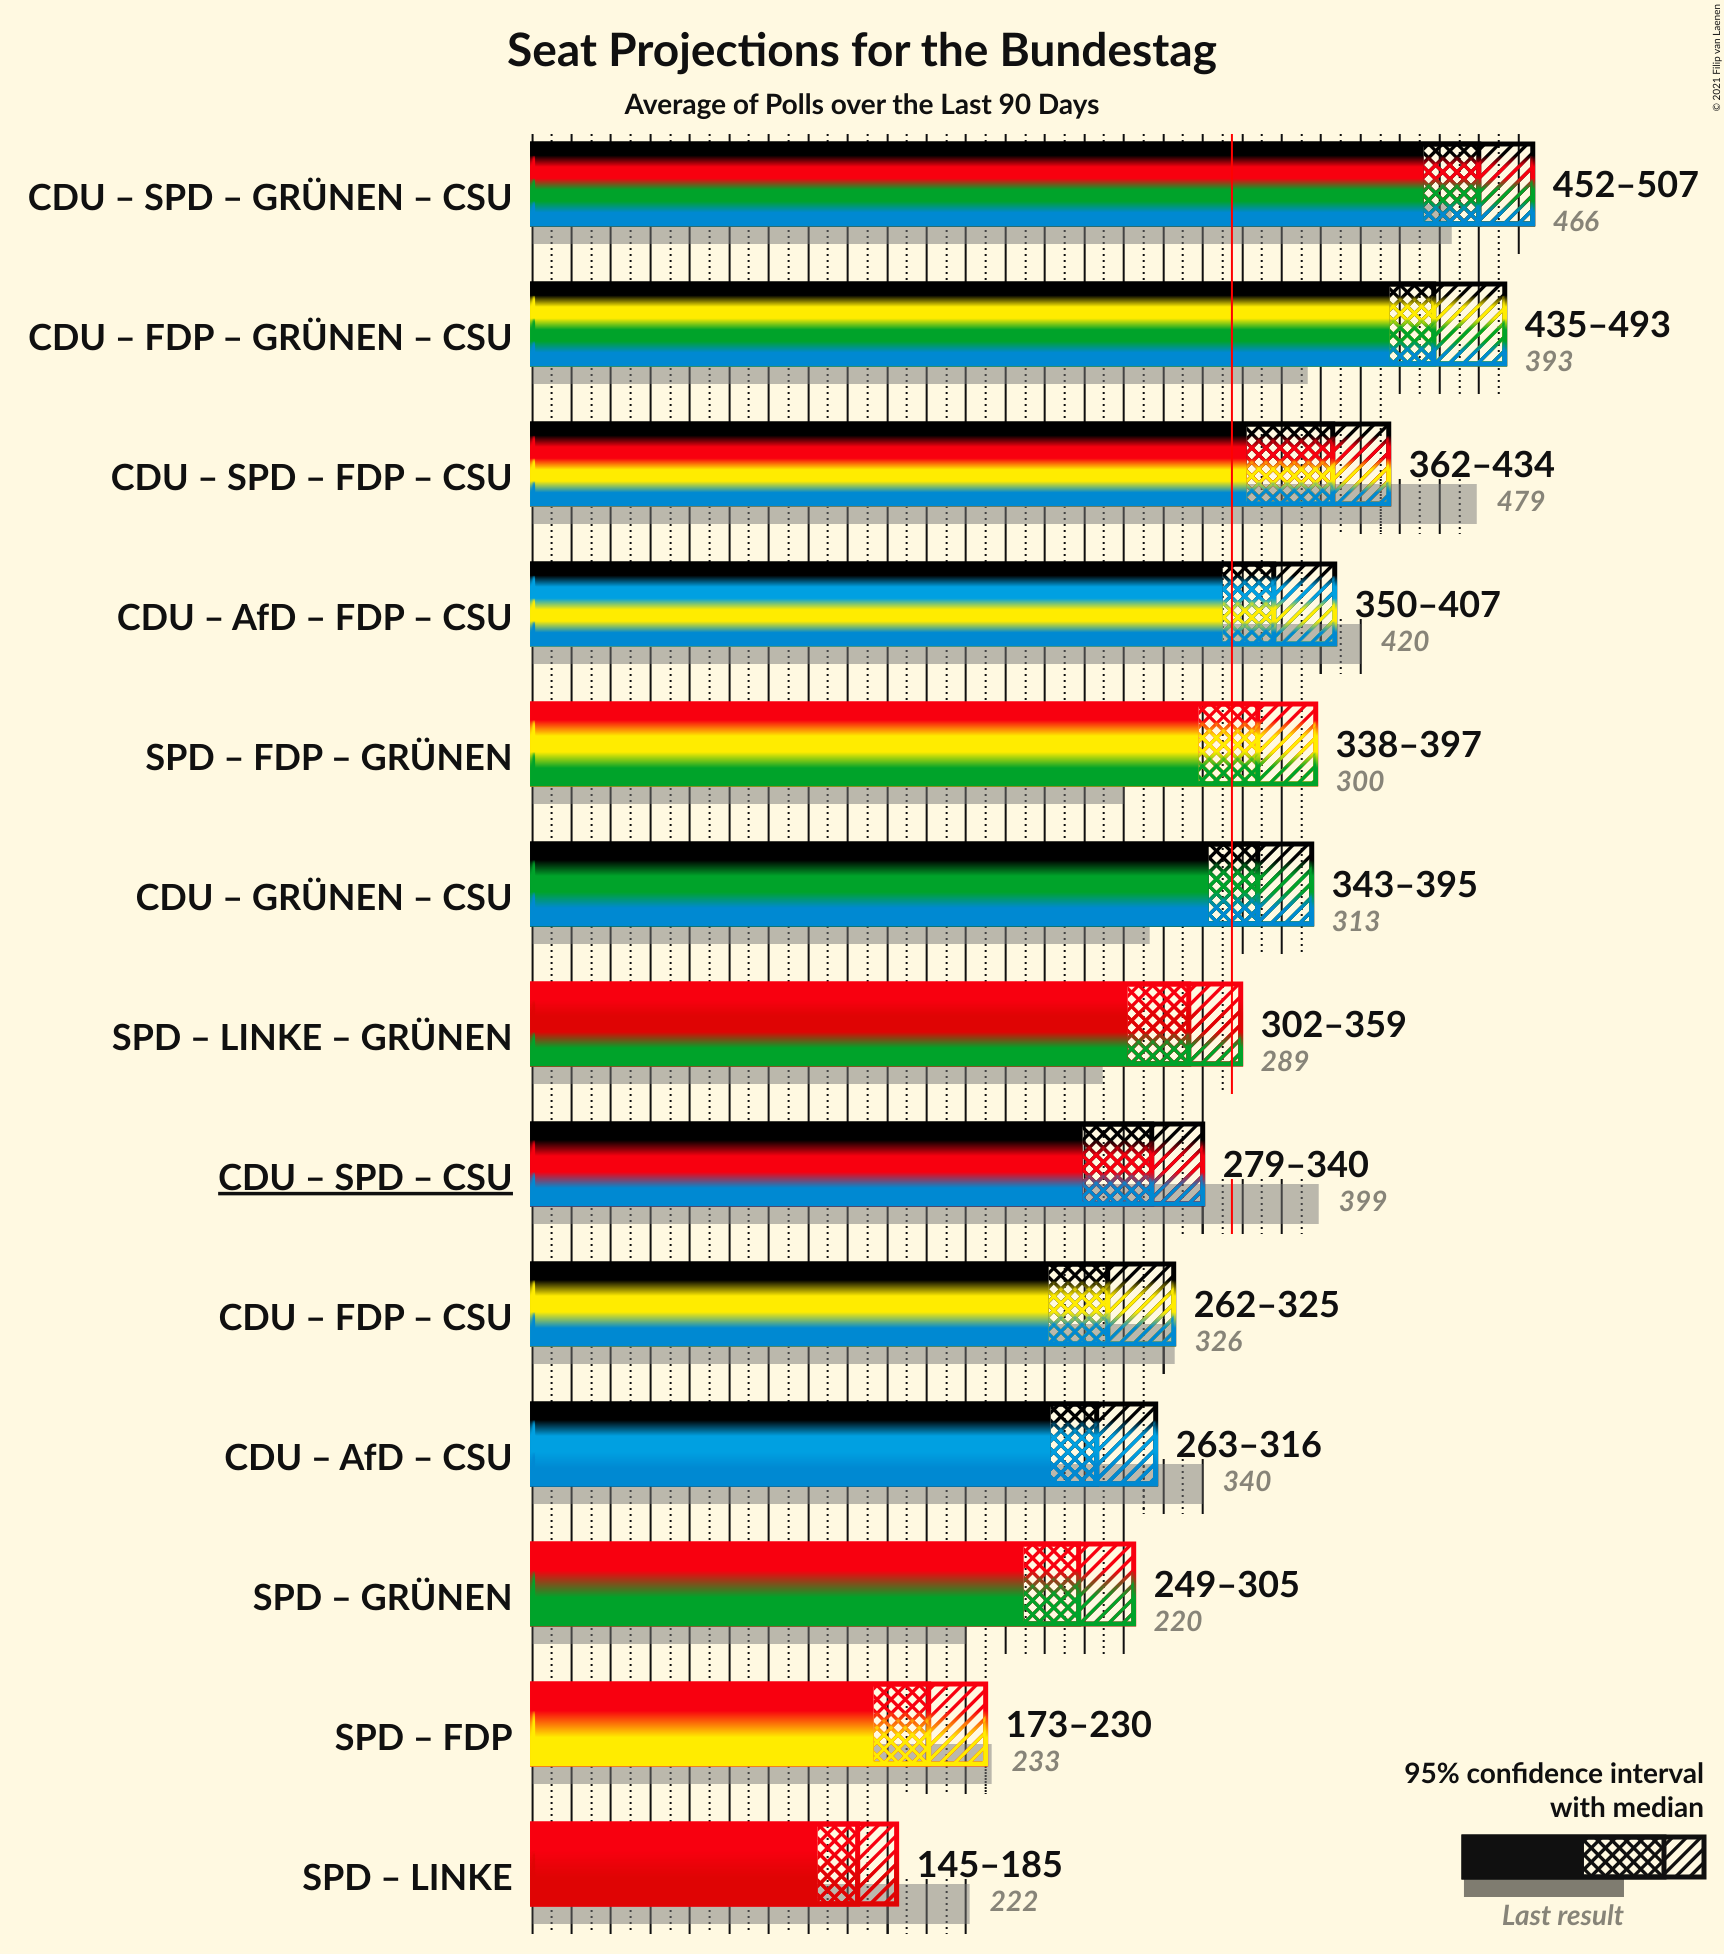 Seat Projections for the Bundestag
Average of Polls over the Last 90 Days
© 2021 Filip van Laenen
CDU – SPD – GRÜNEN – CSU
452–507
466
CDU – FDP – GRÜNEN – CSU
435–493
393
CDU – SPD – FDP – CSU
362–434
479
CDU – AfD – FDP – CSU
350–407
420
SPD – FDP – GRÜNEN
338–397
300
CDU – GRÜNEN – CSU
343–395
313
SPD – LINKE – GRÜNEN
302–359
289
CDU – SPD – CSU
279–340
399
CDU – FDP – CSU
262–325
326
CDU – AfD – CSU
263–316
340
SPD – GRÜNEN
249–305
220
SPD – FDP
173–230
233
SPD – LINKE
145–185
222
95% confidence interval
with median
Last result